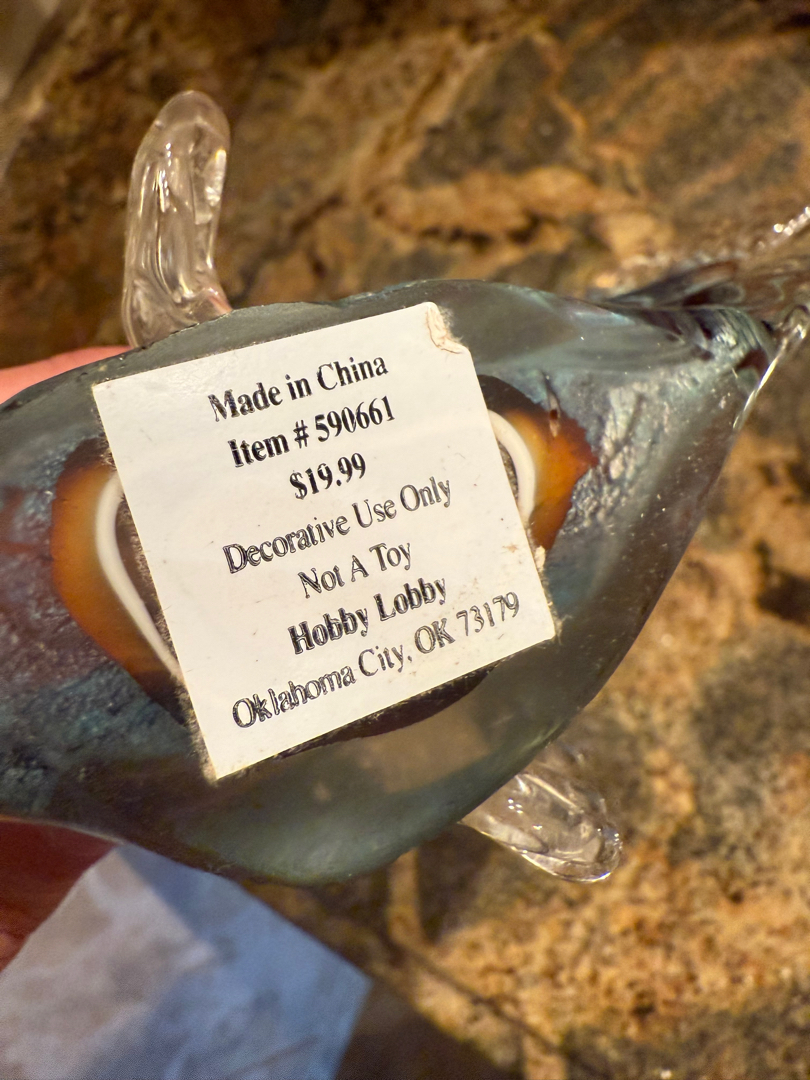 Made in China
Item # 590661
$19.99
Decorative Use Only
Not A Toy
Hobby Lobby
Oklahoma City, OK 73179